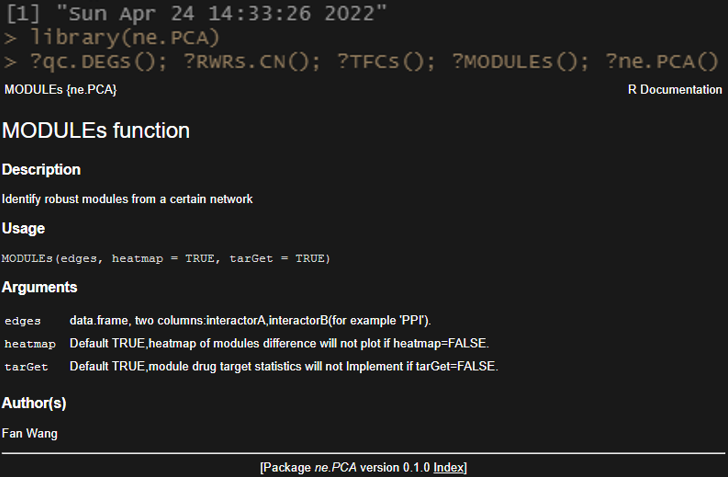 [1] "Sun Apr 24 14:33:26 2022"
> library(ne.PCA)
> ?qc.DEGs(); ?RWRs.CN(); ?TFCs(); ?MODULEs(); ?ne.PCA()
MODULEs {ne.PCA} R Documentation
MODULEs function
Description
Identify robust modules from a certain network
Usage
MODULEs(edges, heatmap = TRUE, tarGet = TRUE)
Arguments
edges data.frame, two columns:interactorA,interactorB(for example 'PPI').
heatmap Default TRUE,heatmap of modules difference will not plot if heatmap=FALSE.
tarGet Default TRUE,module drug target statistics will not Implement if tarGet=FALSE.
Author(s)
Fan Wang
[Package ne.PCA version 0.1.0 Index]